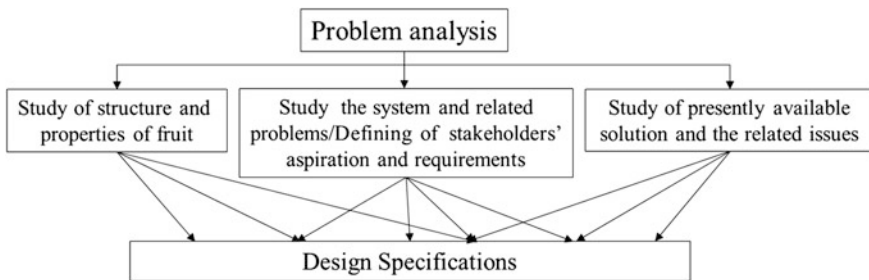 Problem analysis
Study of structure and
properties of fruit
Study the system and related
problems/Defining of stakeholders’
aspiration and requirements
Study of presently available
solution and the related issues
Design Specifications